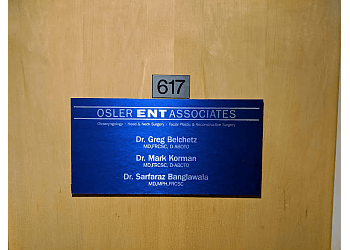 617
OSLER ENT ASSOCIATES
Otolaryngology | Head & Neck Surgery - Facial Plastic & Reconstructive Surgery
Dr. Greg Belchetz
MD,FRCSC, D-ABOTO
Dr. Mark Korman
MD,FRCSC, D-ABOTO
Dr. Sarfaraz Banglawala
MD,MPH,FRCSC